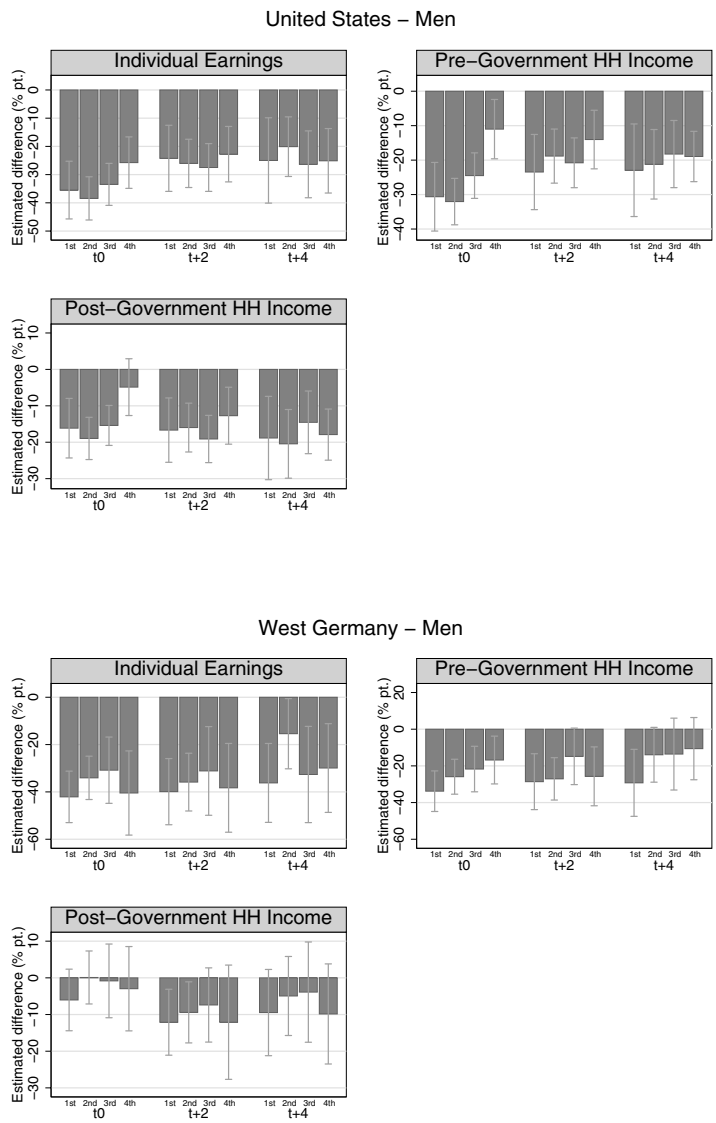 United States – Men
Individual Earnings
Estimated difference (% pt.)
0
−10
−20
−30
−40
−50
1st 2nd 3rd 4th 1st 2nd 3rd 4th 1st 2nd 3rd 4th
t0 t+2 t+4
Pre−Government HH Income
Estimated difference (% pt.)
0
−10
−20
−30
−40
1st 2nd 3rd 4th 1st 2nd 3rd 4th 1st 2nd 3rd 4th
t0 t+2 t+4
Post−Government HH Income
Estimated difference (% pt.)
10
0
−10
−20
−30
1st 2nd 3rd 4th 1st 2nd 3rd 4th 1st 2nd 3rd 4th
t0 t+2 t+4
West Germany – Men
Individual Earnings
Estimated difference (% pt.)
0
−20
−40
−60
1st 2nd 3rd 4th 1st 2nd 3rd 4th 1st 2nd 3rd 4th
t0 t+2 t+4
Pre−Government HH Income
Estimated difference (% pt.)
20
0
−20
−40
−60
1st 2nd 3rd 4th 1st 2nd 3rd 4th 1st 2nd 3rd 4th
t0 t+2 t+4
Post−Government HH Income
Estimated difference (% pt.)
10
0
−10
−20
−30
1st 2nd 3rd 4th 1st 2nd 3rd 4th 1st 2nd 3rd 4th
t0 t+2 t+4